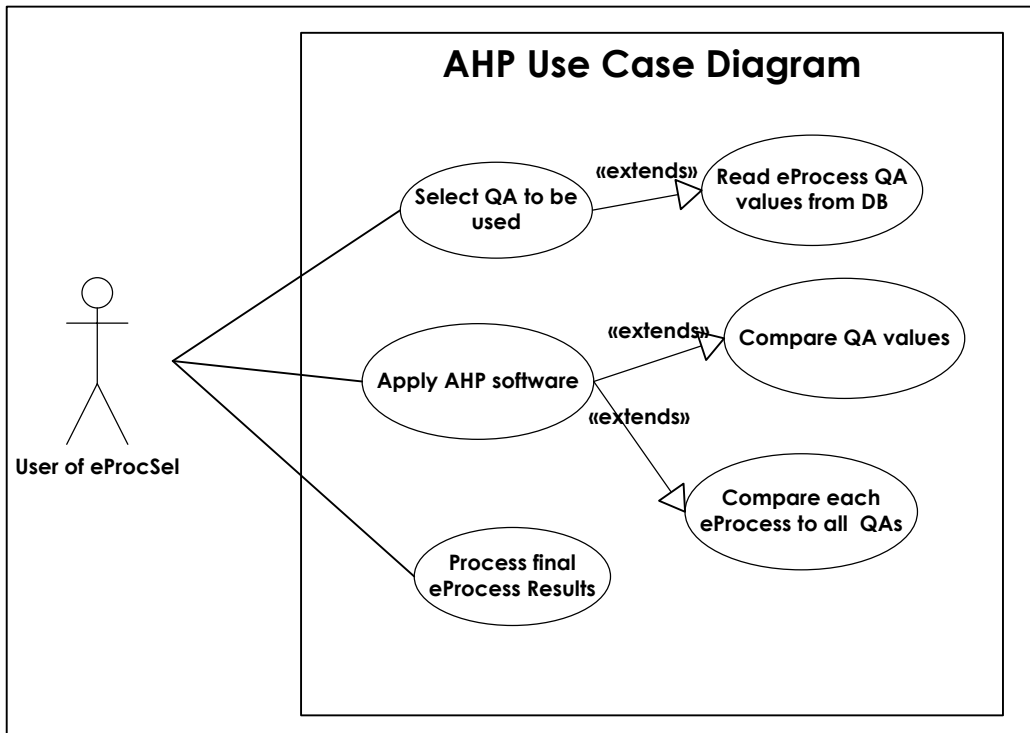 AHP Use Case Diagram
«extends»
Read eProcess QA
values from DB
Select QA to be
used
«extends»
Compare QA values
Apply AHP software
«extends»
User of eProcSel
Compare each
eProcess to all  QAs
Process final
eProcess Results